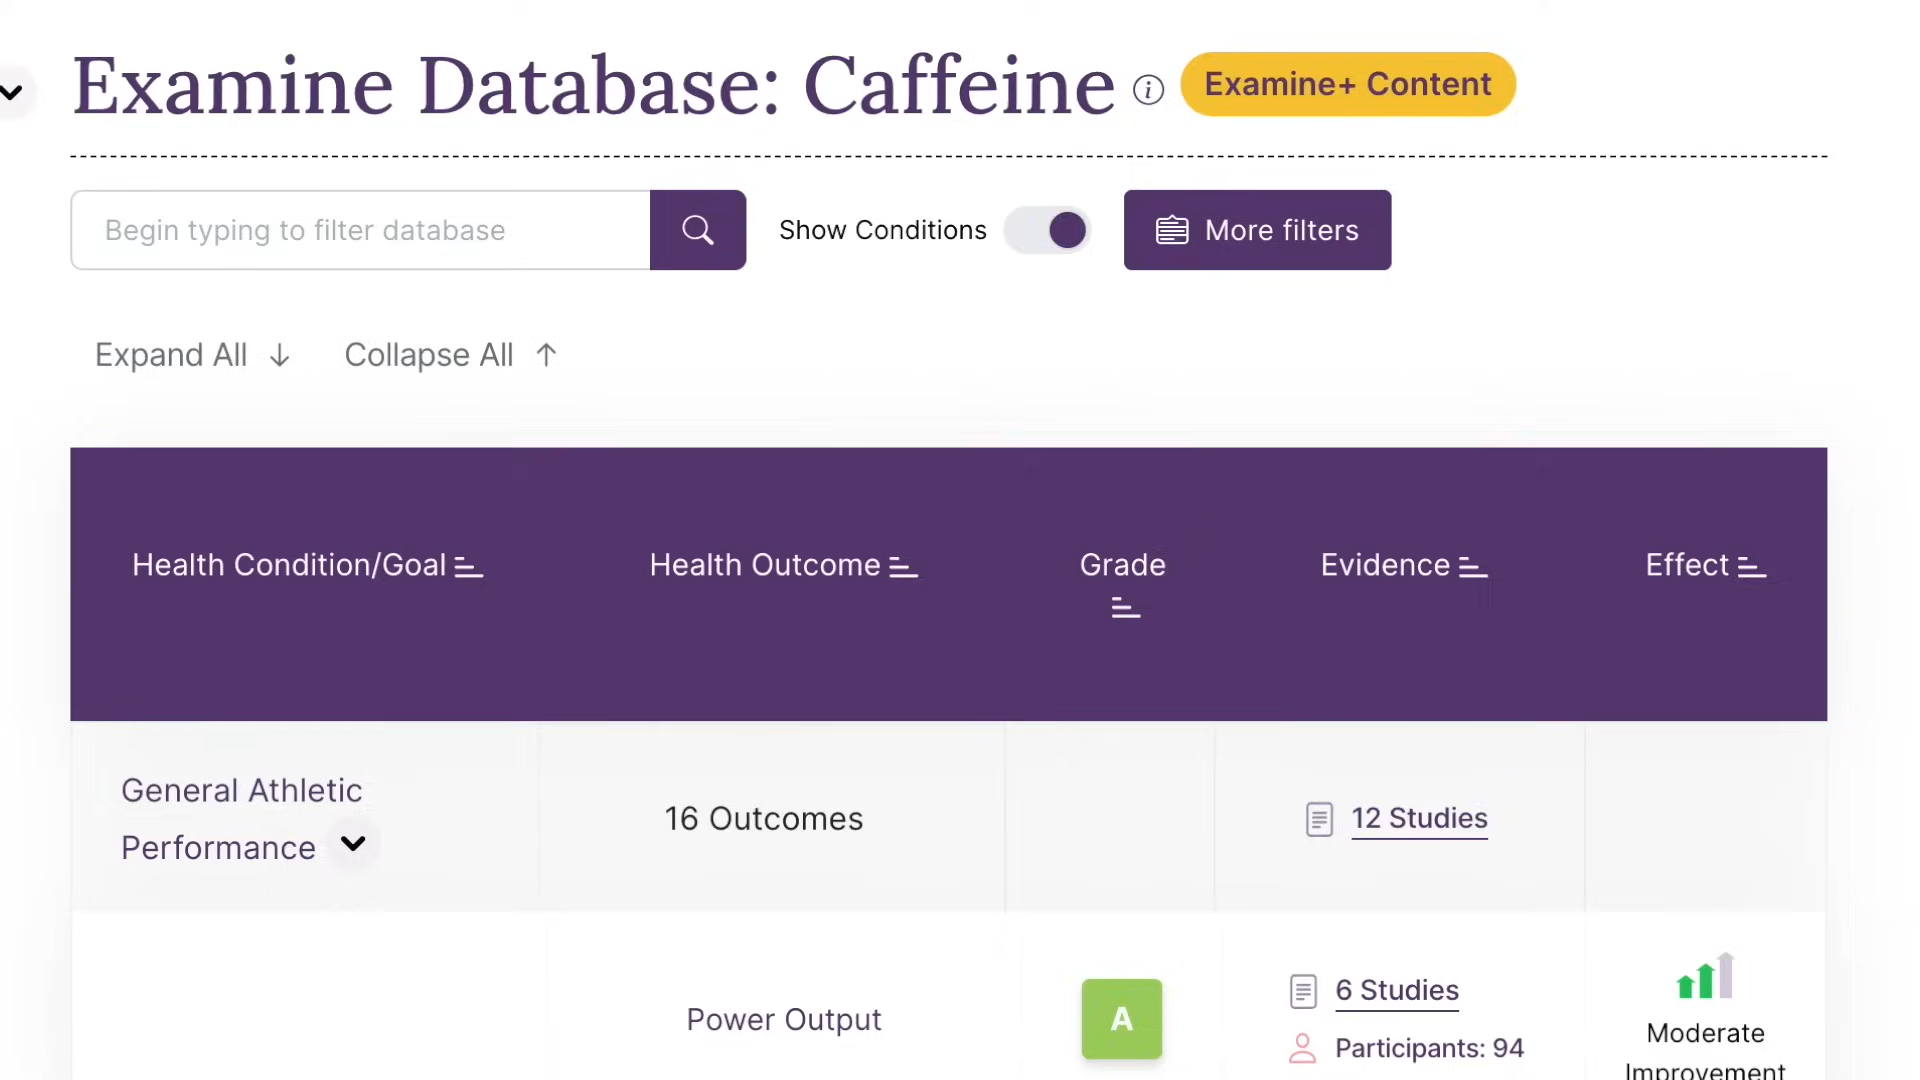 Examine Database: Caffeine
Examine+ Content
Begin typing to filter database
Show Conditions
More filters
Expand All ↓ Collapse All ↑
Health Condition/Goal
Health Outcome
Grade
Evidence
Effect
General Athletic
Performance
16 Outcomes
12 Studies
Power Output
A
6 Studies
Participants: 94
Moderate
Improvement